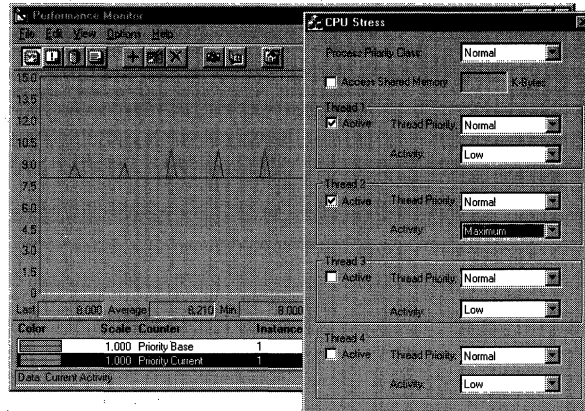 Performance Monitor
File Edit View Options Help
15.0
13.5
12.0
10.5
9.0
7.5
6.0
4.5
3.0
1.5
0
Last 8.000 Average 8.210 Min 8.000
Color Scale Counter Instance
1.000 Priority Base 1
1.000 Priority Current 1
Data: Current Activity
CPU Stress
Process Priority Class: Normal
Access Shared Memory K-Bytes
Thread 1
Active Thread Priority: Normal
Activity: Low
Thread 2
Active Thread Priority: Normal
Activity: Maximum
Thread 3
Active Thread Priority: Normal
Activity: Low
Thread 4
Active Thread Priority: Normal
Activity: Low